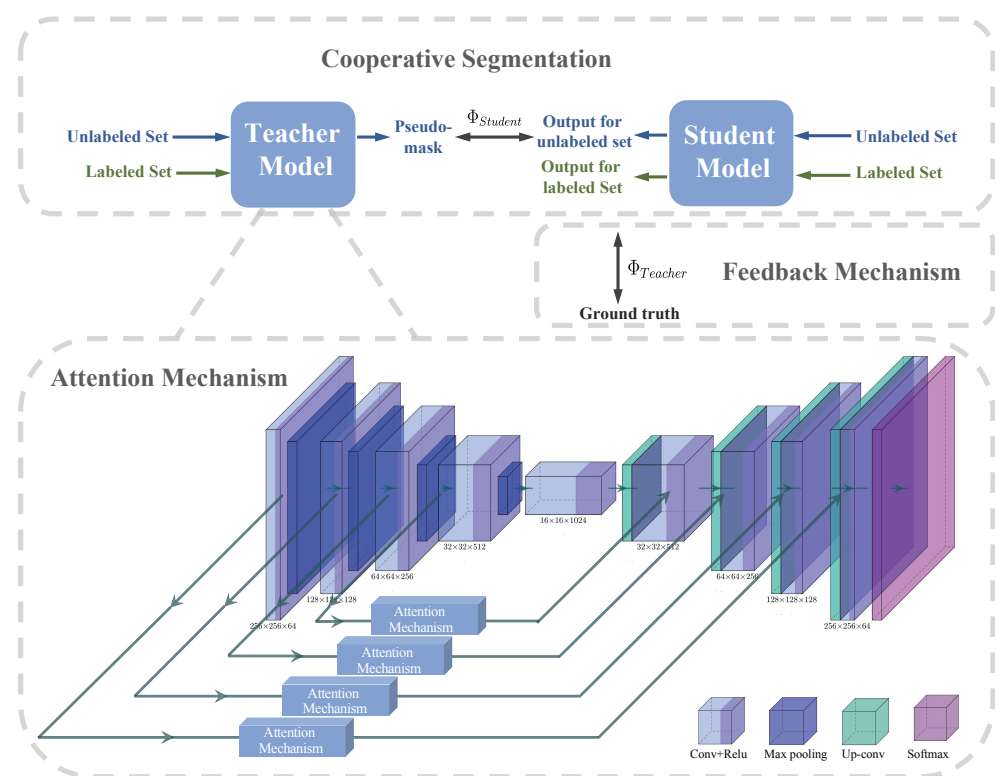 Cooperative Segmentation
Unlabeled Set
Labeled Set
Teacher
Model
Pseudo-
mask
Φ_Student
Output for
unlabeled set
Output for
labeled Set
Student
Model
Unlabeled Set
Labeled Set
Φ_Teacher
Ground truth
Feedback Mechanism
Attention Mechanism
256×256×64
128×128×128
64×64×256
32×32×512
16×16×1024
32×32×512
64×64×256
128×128×128
256×256×64
Attention
Mechanism
Attention
Mechanism
Attention
Mechanism
Attention
Mechanism
Conv+Relu
Max pooling
Up-conv
Softmax